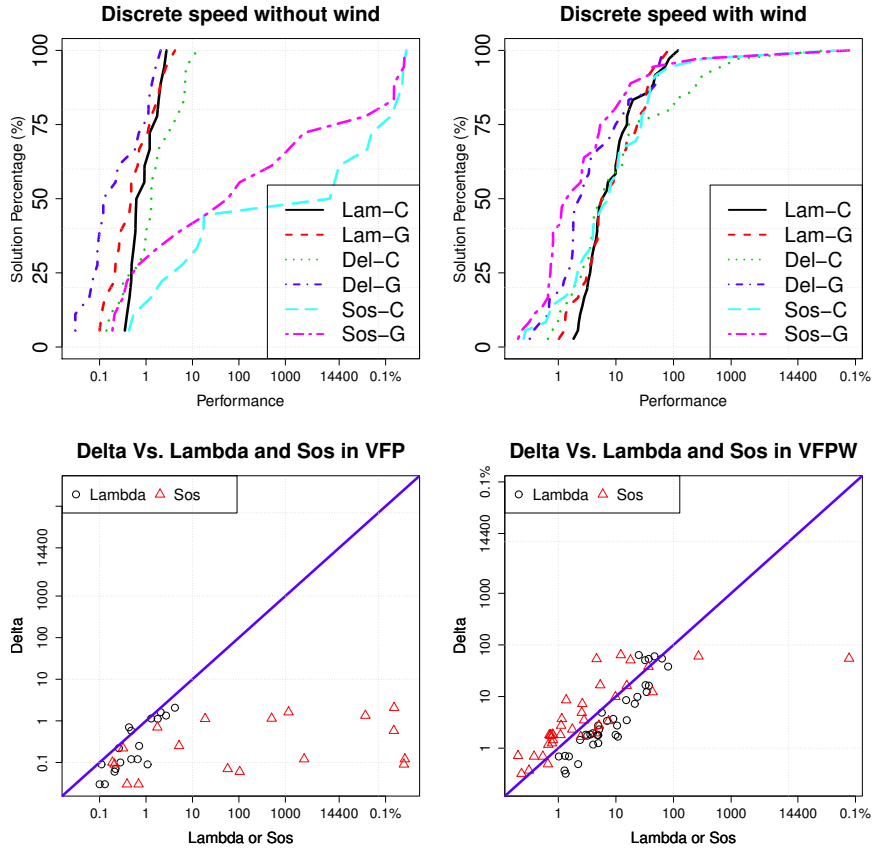 Discrete speed without wind
Solution Percentage (%)
100
75
50
25
0
Lam-C
Lam-G
Del-C
Del-G
Sos-C
Sos-G
0.1 1 10 100 1000 14400 0.1%
Performance
Discrete speed with wind
Solution Percentage (%)
100
75
50
25
0
Lam-C
Lam-G
Del-C
Del-G
Sos-C
Sos-G
1 10 100 1000 14400 0.1%
Performance
Delta Vs. Lambda and Sos in VFP
Lambda Sos
Delta
14400
1000
100
10
1
0.1
0.1 1 10 100 1000 14400 0.1%
Lambda or Sos
Delta Vs. Lambda and Sos in VFPW
Lambda Sos
Delta
0.1%
14400
1000
100
10
1
1 10 100 1000 14400 0.1%
Lambda or Sos